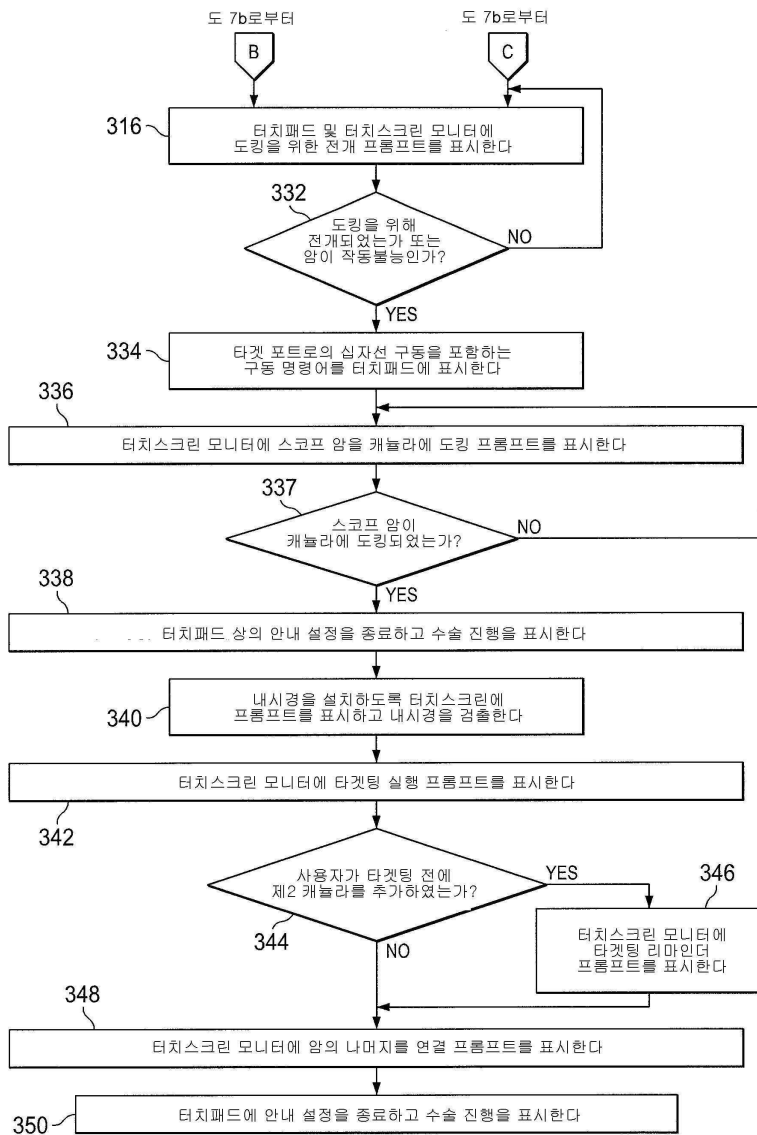 도 7b로부터
도 7b로부터
B
C
316
터치패드 및 터치스크린 모니터에
도킹을 위한 전개 프롬프트를 표시한다
332
도킹을 위해
전개되었는가 또는
암이 작동불능인가?
NO
YES
334
타겟 포트로의 십자선 구동을 포함하는
구동 명령어를 터치패드에 표시한다
336
터치스크린 모니터에 스코프 암을 캐뉼라에 도킹 프롬프트를 표시한다
337
스코프 암이
캐뉼라에 도킹되었는가?
NO
YES
338
터치패드 상의 안내 설정을 종료하고 수술 진행을 표시한다
340
내시경을 설치하도록 터치스크린에
프롬프트를 표시하고 내시경을 검출한다
터치스크린 모니터에 타겟팅 실행 프롬프트를 표시한다
342
사용자가 타겟팅 전에
제2 캐뉼라를 추가하였는가?
344
YES
NO
346
터치스크린 모니터에
타겟팅 리마인더
프롬프트를 표시한다
348
터치스크린 모니터에 암의 나머지를 연결 프롬프트를 표시한다
350
터치패드에 안내 설정을 종료하고 수술 진행을 표시한다